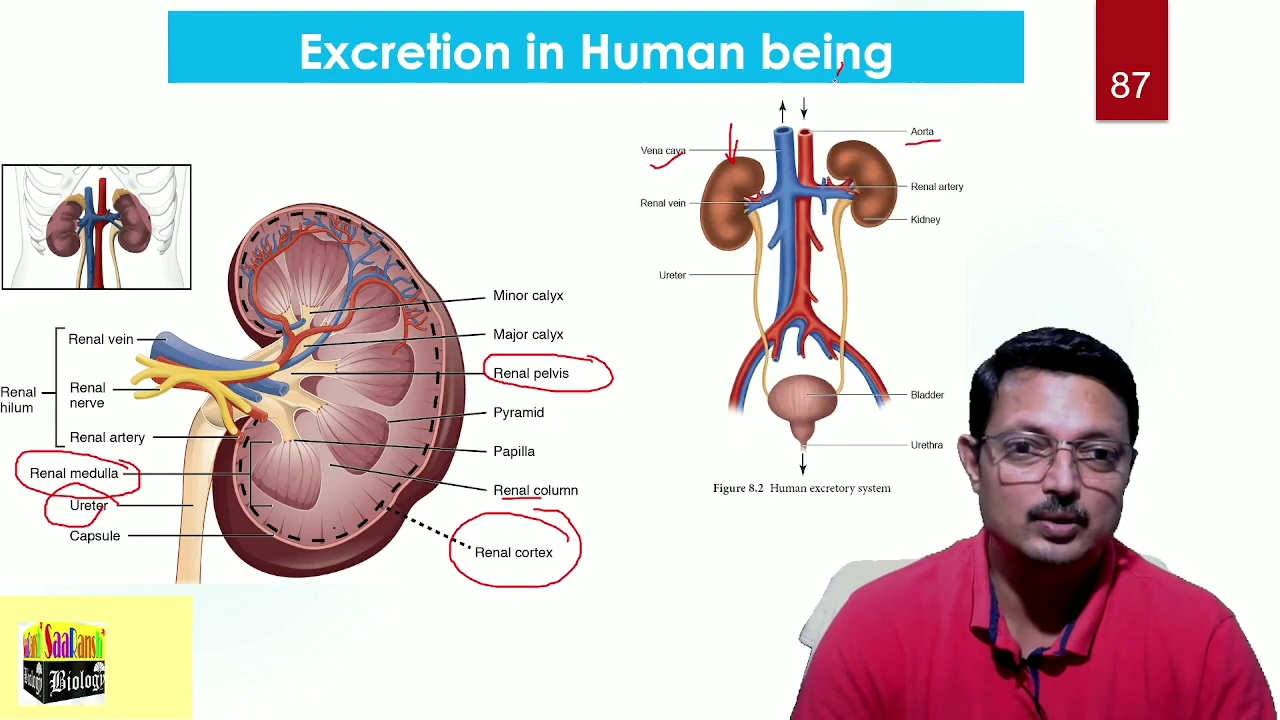 Excretion in Human being
87
Minor calyx
Major calyx
Renal pelvis
Pyramid
Papilla
Renal column
Renal cortex
Renal vein
Renal
nerve
Renal
hilum
Renal artery
Renal medulla
Ureter
Capsule
Aorta
Vena cava
Renal artery
Renal vein
Kidney
Ureter
Bladder
Urethra
Figure 8.2 Human excretory system
SaaRansh
Biology